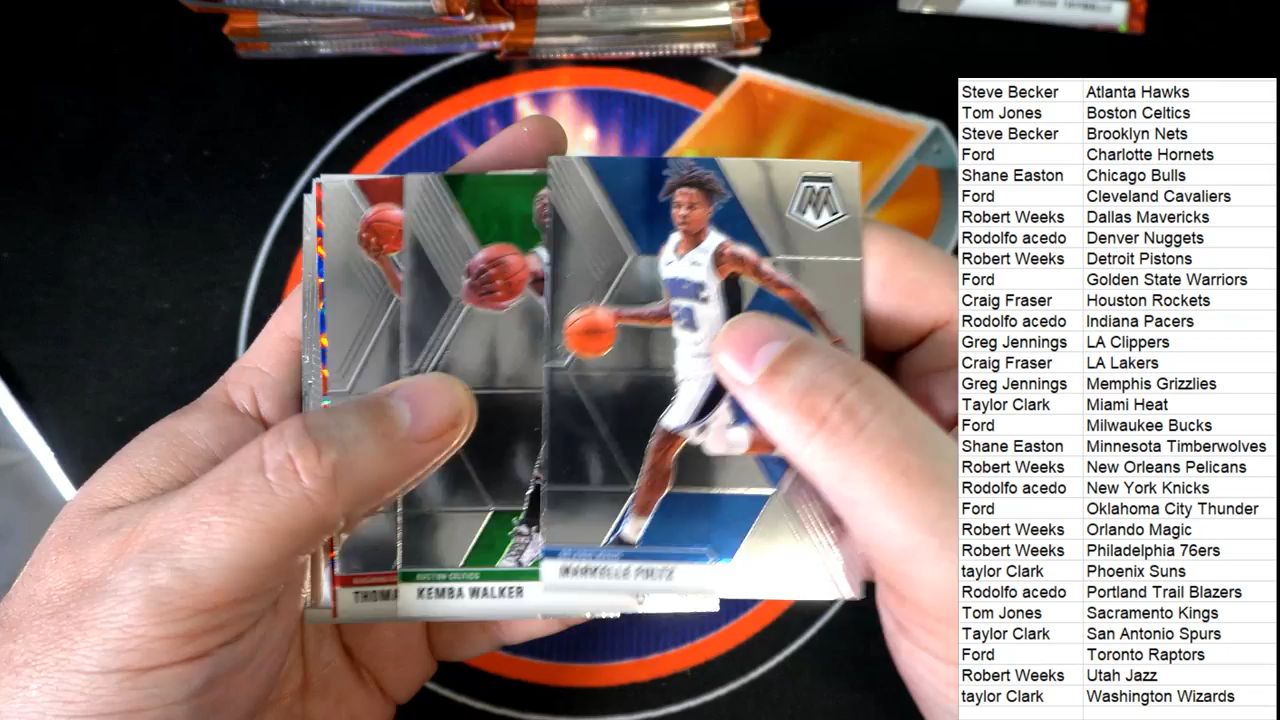 THOMA
BOSTON CELTICS
KEMBA WALKER
MARKELLE FULTZ
Steve Becker Atlanta Hawks
Tom Jones Boston Celtics
Steve Becker Brooklyn Nets
Ford Charlotte Hornets
Shane Easton Chicago Bulls
Ford Cleveland Cavaliers
Robert Weeks Dallas Mavericks
Rodolfo acedo Denver Nuggets
Robert Weeks Detroit Pistons
Ford Golden State Warriors
Craig Fraser Houston Rockets
Rodolfo acedo Indiana Pacers
Greg Jennings LA Clippers
Craig Fraser LA Lakers
Greg Jennings Memphis Grizzlies
Taylor Clark Miami Heat
Ford Milwaukee Bucks
Shane Easton Minnesota Timberwolves
Robert Weeks New Orleans Pelicans
Rodolfo acedo New York Knicks
Ford Oklahoma City Thunder
Robert Weeks Orlando Magic
Robert Weeks Philadelphia 76ers
taylor Clark Phoenix Suns
Rodolfo acedo Portland Trail Blazers
Tom Jones Sacramento Kings
Taylor Clark San Antonio Spurs
Ford Toronto Raptors
Robert Weeks Utah Jazz
taylor Clark Washington Wizards